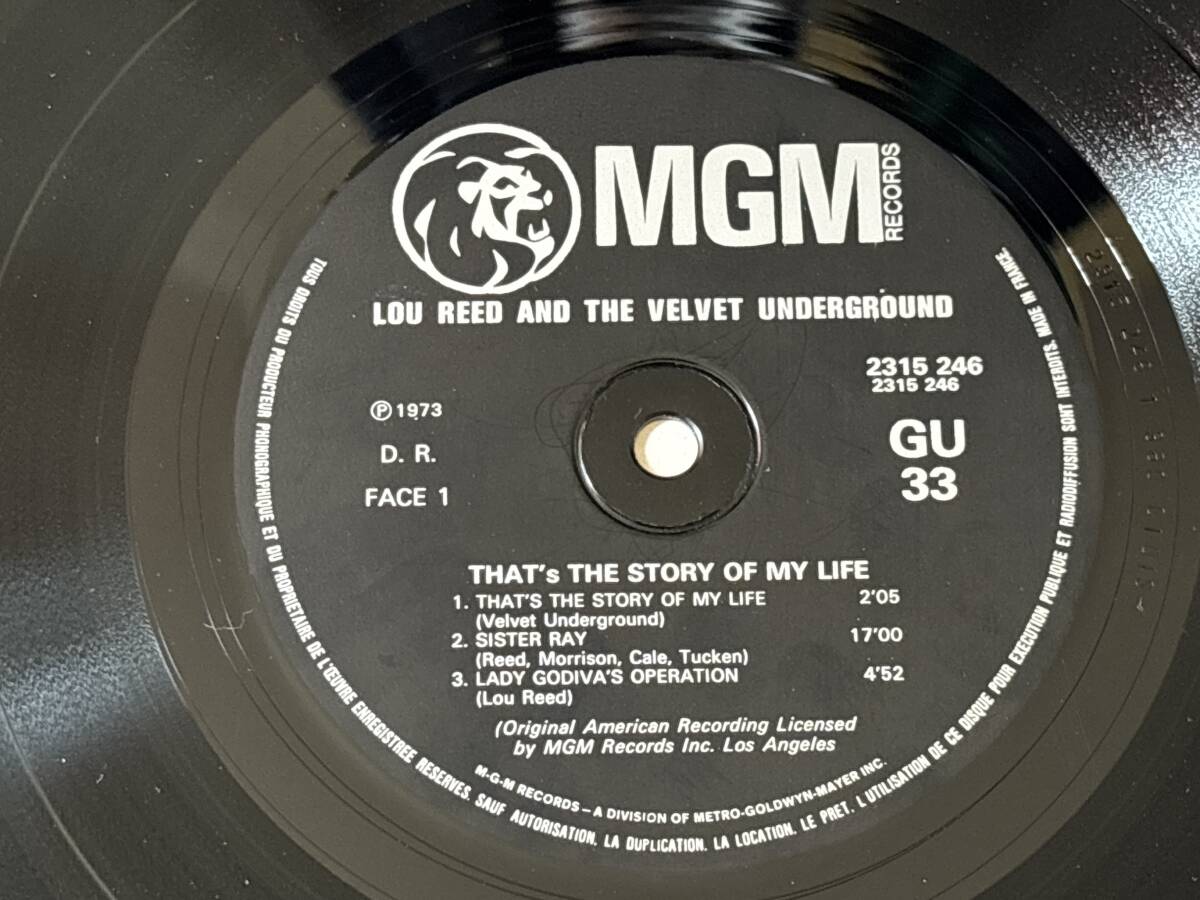 MGM
RECORDS
LOU REED AND THE VELVET UNDERGROUND
2315 246
2315 246
℗ 1973
D. R.
FACE 1
GU
33
THAT's THE STORY OF MY LIFE
1. THAT'S THE STORY OF MY LIFE 2'05
(Velvet Underground)
2. SISTER RAY 17'00
(Reed, Morrison, Cale, Tucken)
3. LADY GODIVA'S OPERATION 4'52
(Lou Reed)
(Original American Recording Licensed
by MGM Records Inc. Los Angeles
M-G-M RECORDS – A DIVISION OF METRO-GOLDWYN-MAYER INC.
TOUS DROITS DU PRODUCTEUR PHONOGRAPHIQUE ET DU PROPRIETAIRE DE L'ŒUVRE ENREGISTREE RESERVES. SAUF AUTORISATION. LA DUPLICATION. LA LOCATION. LE PRET. L'UTILISATION DE CE DISQUE POUR EXECUTION PUBLIQUE ET RADIODIFFUSION SONT INTERDITS. MADE IN FRANCE.